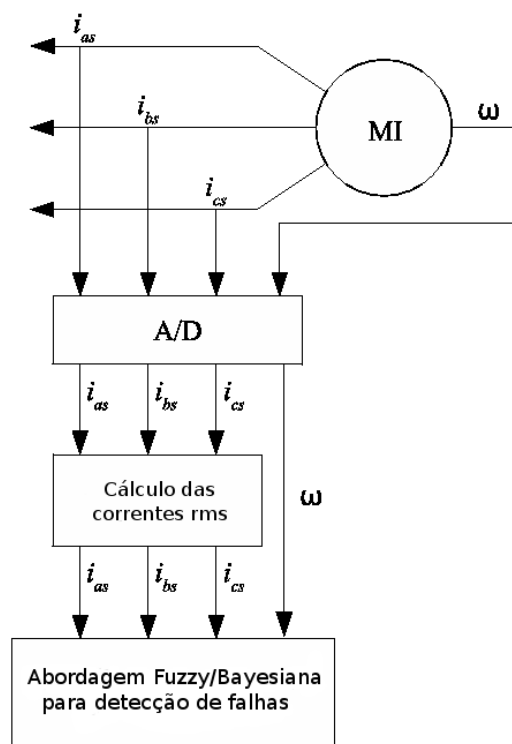 i_as
i_bs
i_cs
MI
ω
A/D
i_as i_bs i_cs
ω
Cálculo das
correntes rms
i_as i_bs i_cs
Abordagem Fuzzy/Bayesiana
para detecção de falhas